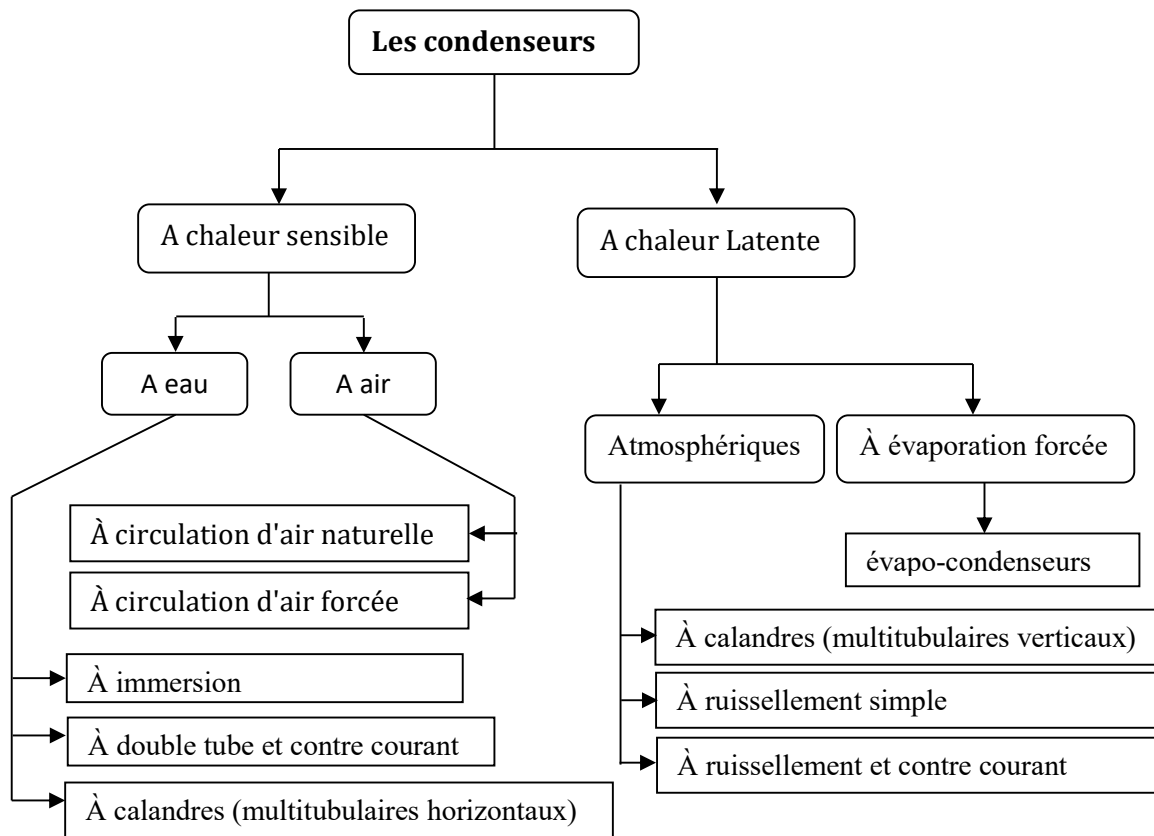 Les condenseurs
A chaleur sensible
A chaleur Latente
A eau
A air
Atmosphériques
À évaporation forcée
À circulation d'air naturelle
évapo-condenseurs
À circulation d'air forcée
À calandres (multitubulaires verticaux)
À immersion
À ruissellement simple
À double tube et contre courant
À ruissellement et contre courant
À calandres (multitubulaires horizontaux)